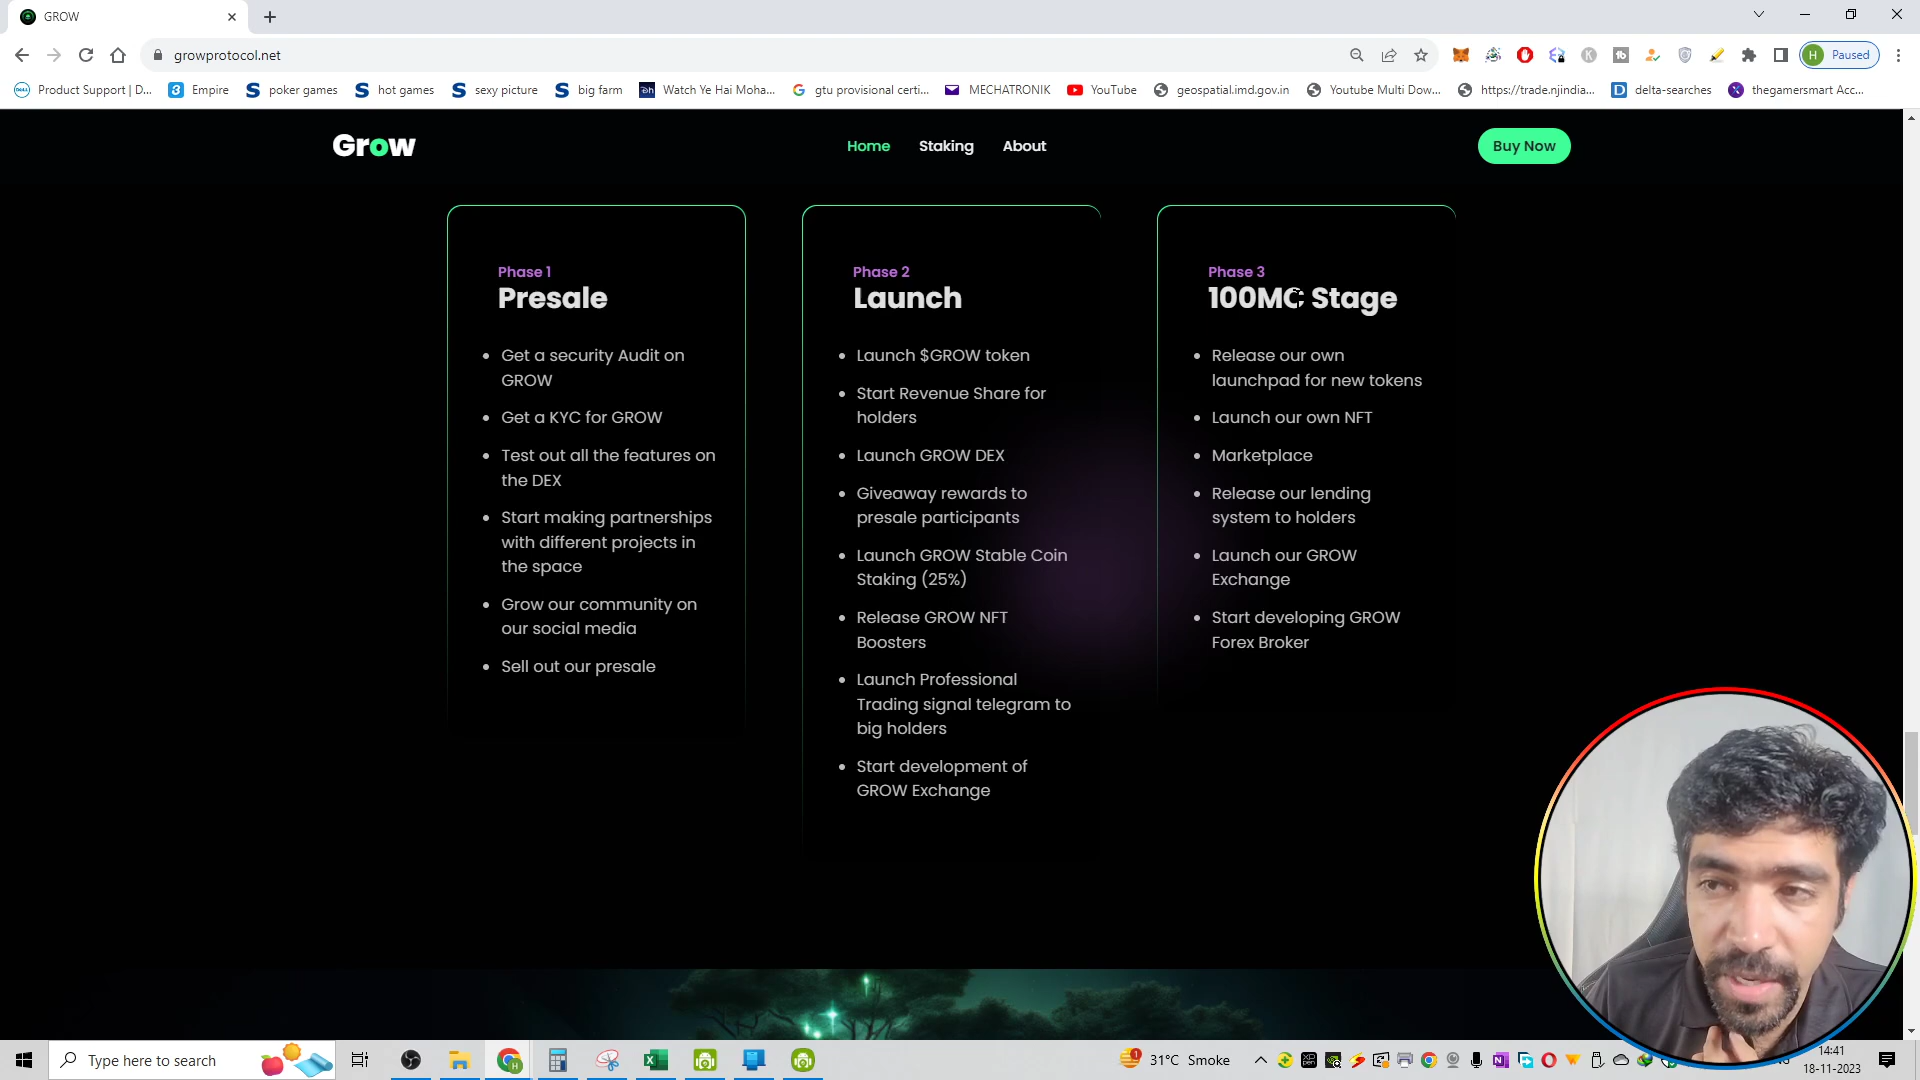 GROW
growprotocol.net
H Paused
Product Support | D...
Empire
poker games
hot games
sexy picture
big farm
Watch Ye Hai Moha...
gtu provisional certi...
MECHATRONIK
YouTube
geospatial.imd.gov.in
Youtube Multi Dow...
https://trade.njindia...
delta-searches
thegamersmart Acc...
Grow
Home
Staking
About
Buy Now
Phase 1
Presale
• Get a security Audit on
GROW
• Get a KYC for GROW
• Test out all the features on
the DEX
• Start making partnerships
with different projects in
the space
• Grow our community on
our social media
• Sell out our presale
Phase 2
Launch
• Launch $GROW token
• Start Revenue Share for
holders
• Launch GROW DEX
• Giveaway rewards to
presale participants
• Launch GROW Stable Coin
Staking (25%)
• Release GROW NFT
Boosters
• Launch Professional
Trading signal telegram to
big holders
• Start development of
GROW Exchange
Phase 3
100MC Stage
• Release our own
launchpad for new tokens
• Launch our own NFT
• Marketplace
• Release our lending
system to holders
• Launch our GROW
Exchange
• Start developing GROW
Forex Broker
Type here to search
31°C Smoke
14:41
18-11-2023